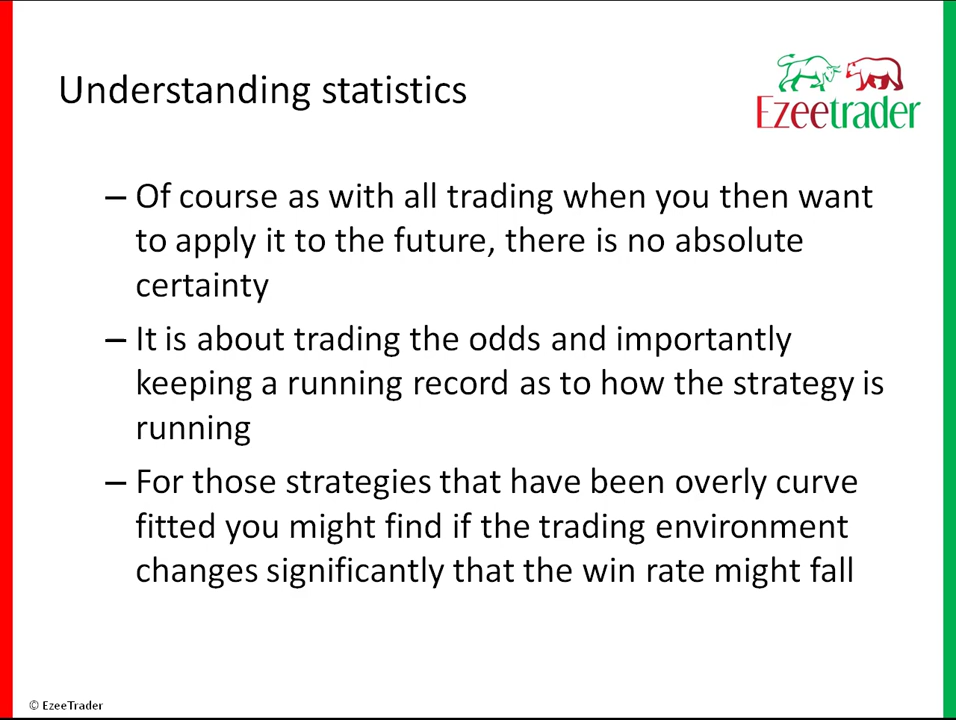 Understanding statistics
Ezeetrader
– Of course as with all trading when you then want
to apply it to the future, there is no absolute
certainty
– It is about trading the odds and importantly
keeping a running record as to how the strategy is
running
– For those strategies that have been overly curve
fitted you might find if the trading environment
changes significantly that the win rate might fall
© EzeeTrader